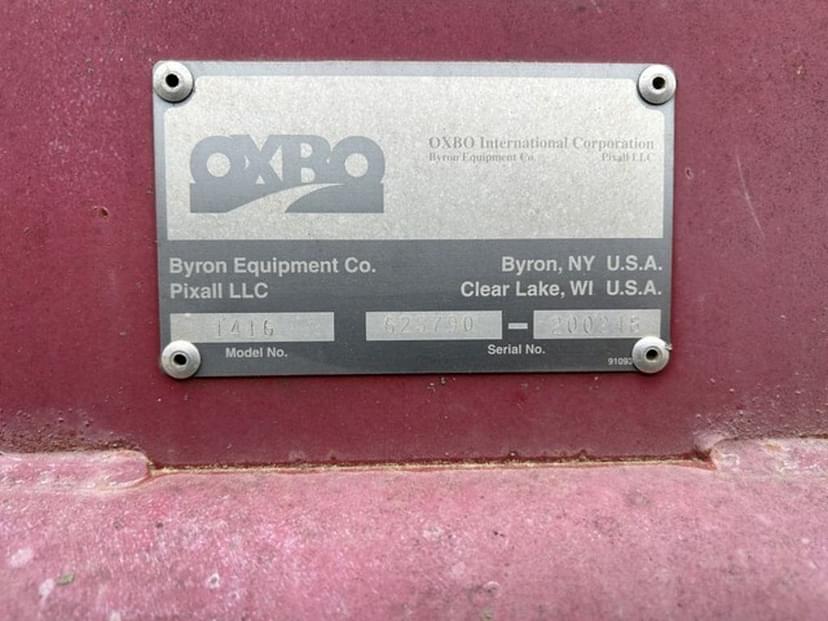 OXBO
OXBO International Corporation
Byron Equipment Co. Pixall LLC
Byron Equipment Co. Byron, NY U.S.A.
Pixall LLC Clear Lake, WI U.S.A.
1416
Model No. Serial No.